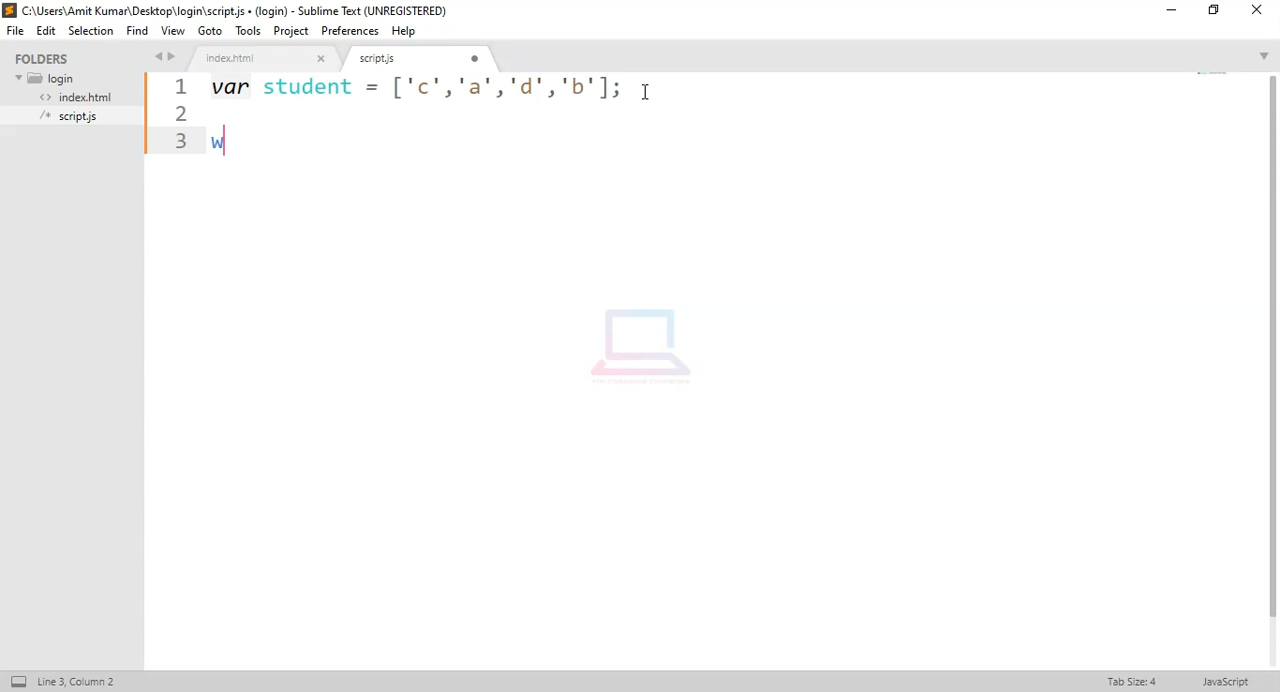 C:\Users\Amit Kumar\Desktop\login\script.js • (login) - Sublime Text (UNREGISTERED)
File Edit Selection Find View Goto Tools Project Preferences Help
FOLDERS
login
<> index.html
/* script.js
index.html ×
script.js
1 var student = ['c','a','d','b'];
2
3 w
Line 3, Column 2
Tab Size: 4
JavaScript